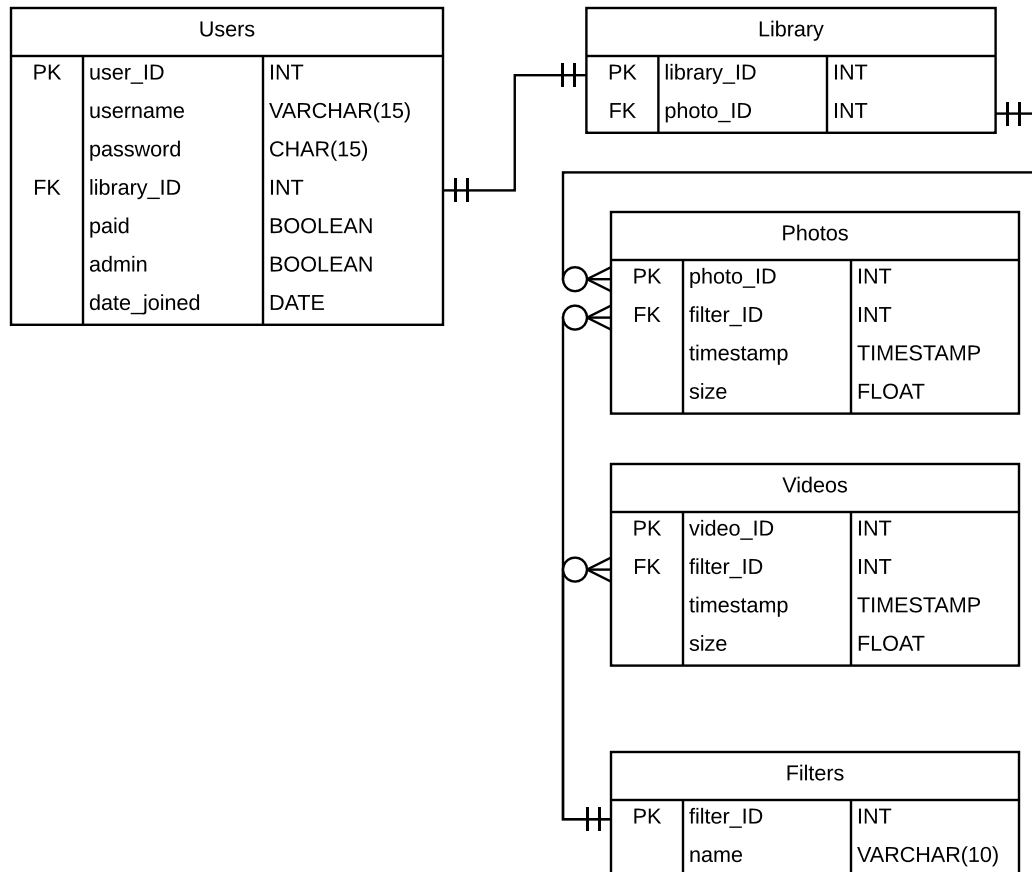 Users
PK user_ID INT
username VARCHAR(15)
password CHAR(15)
FK library_ID INT
paid BOOLEAN
admin BOOLEAN
date_joined DATE
Library
PK library_ID INT
FK photo_ID INT
Photos
PK photo_ID INT
FK filter_ID INT
timestamp TIMESTAMP
size FLOAT
Videos
PK video_ID INT
FK filter_ID INT
timestamp TIMESTAMP
size FLOAT
Filters
PK filter_ID INT
name VARCHAR(10)